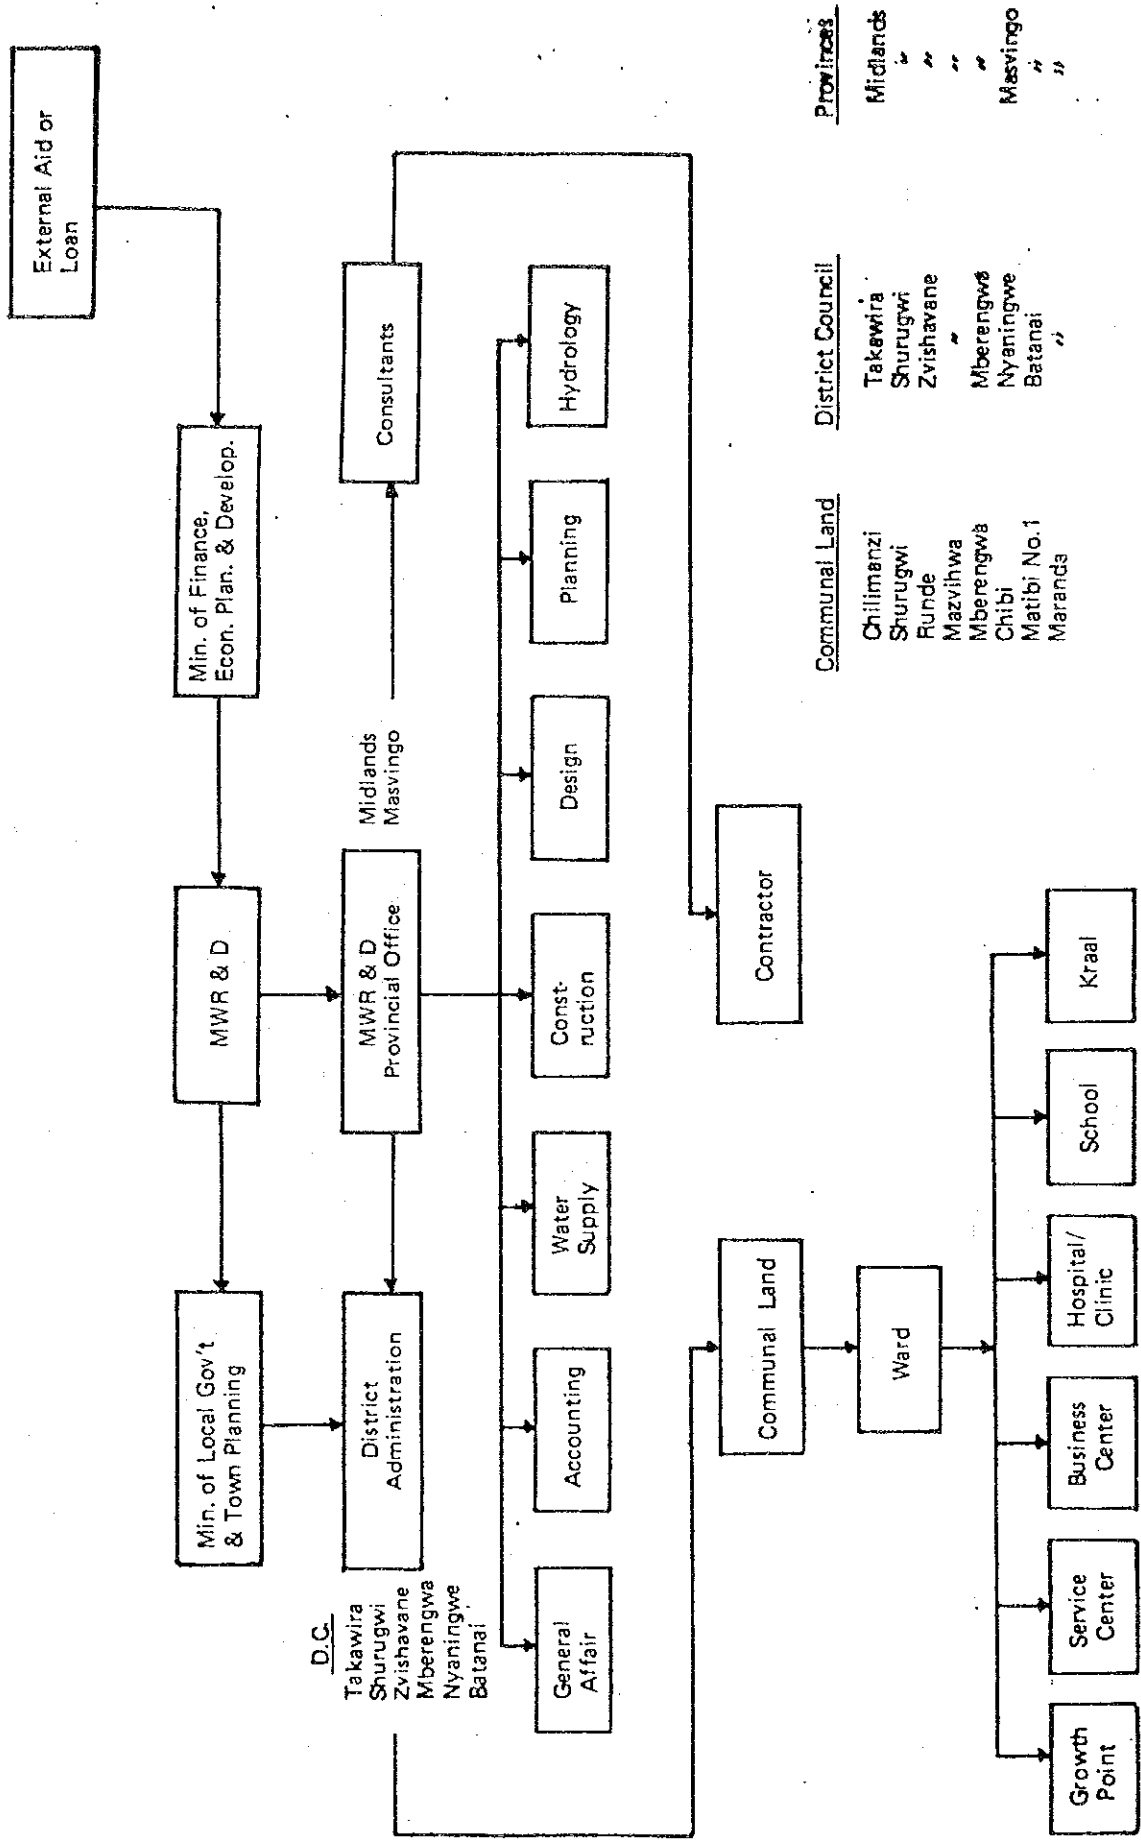 External Aid or
Loan
Min. of Finance,
Econ. Plan. & Develop.
MWR & D
Min. of Local Gov't
& Town Planning
Consultants
Midlands
Masvingo
MWR & D
Provincial Office
District
Administration
D.C.
Takawira
Shurugwi
Zvishavane
Mberengwa
Nyaningwe
Batanai
General
Affair
Accounting
Water
Supply
Const-
ruction
Design
Planning
Hydrology
Contractor
Communal Land
Ward
Growth
Point
Service
Center
Business
Center
Hospital/
Clinic
School
Kraal
Communal Land District Council Provinces
Chilimanzi Takawira Midlands
Shurugwi Shurugwi "
Runde Zvishavane "
Mazvihwa " "
Mberengwa Mberengwa "
Chibi Nyaningwe Masvingo
Matibi No.1 Batanai "
Maranda " "